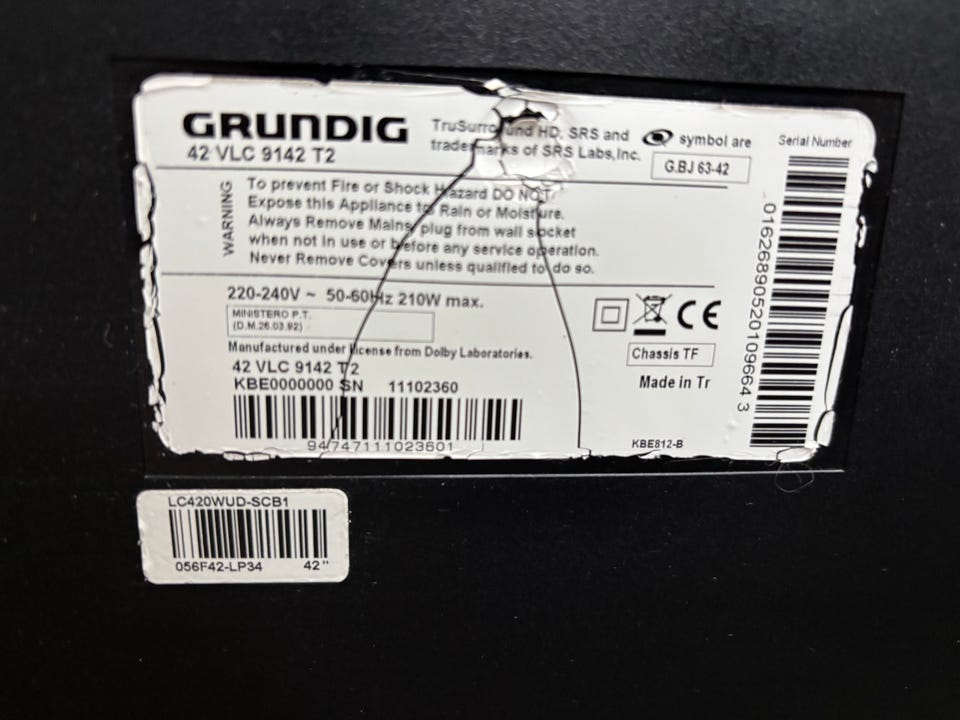 GRUNDIG
42 VLC 9142 T2
TruSurround HD, SRS and symbol are
trademarks of SRS Labs, Inc.
G.BJ 63-42
Serial Number
01626890520109664 3
WARNING
To prevent Fire or Shock Hazard DO NOT
Expose this Appliance to Rain or Moisture.
Always Remove Mains plug from wall socket
when not in use or before any service operation.
Never Remove Covers unless qualified to do so.
220-240V ~ 50-60Hz 210W max.
MINISTERO P.T.
(D.M.26.03.92)
CE
Manufactured under license from Dolby Laboratories.
Chassis TF
42 VLC 9142 T2
KBE0000000 SN 11102360
Made in Tr
94747111023601
KBE812-B
LC420WUD-SCB1
056F42-LP34 42"